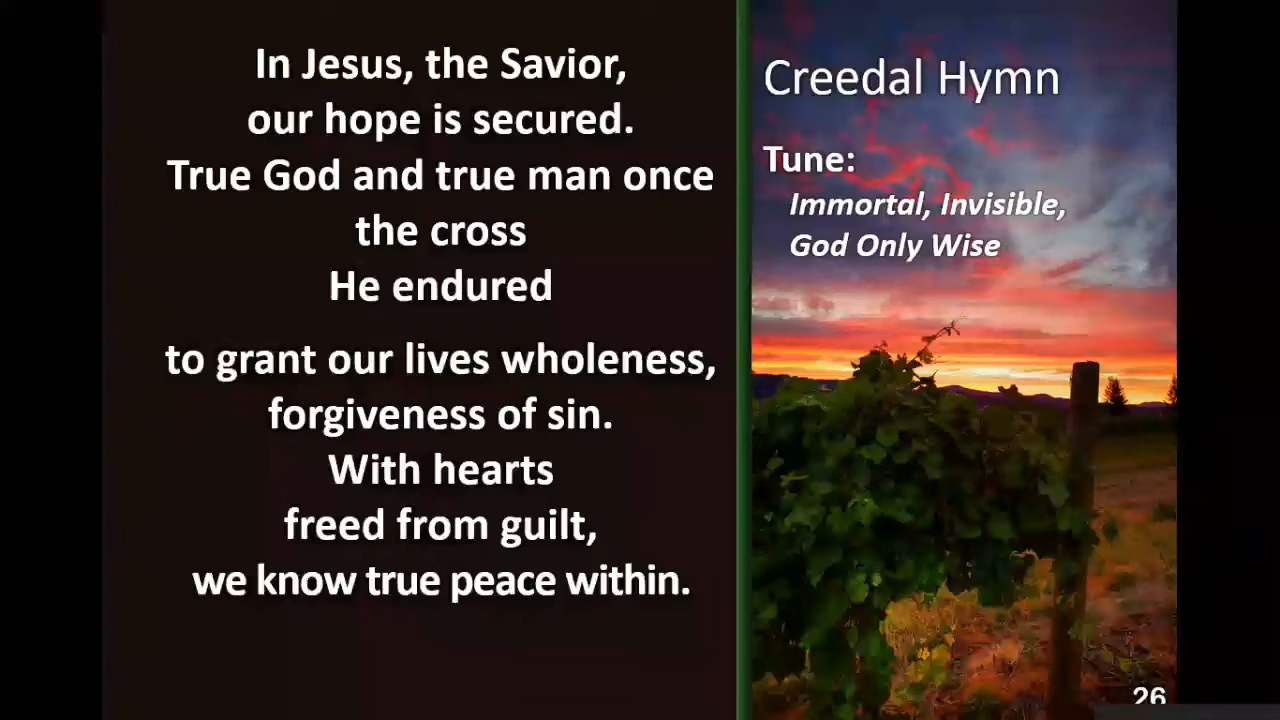 In Jesus, the Savior,
our hope is secured.
True God and true man once
the cross
He endured
to grant our lives wholeness,
forgiveness of sin.
With hearts
freed from guilt,
we know true peace within.
Creedal Hymn
Tune:
Immortal, Invisible,
God Only Wise
26